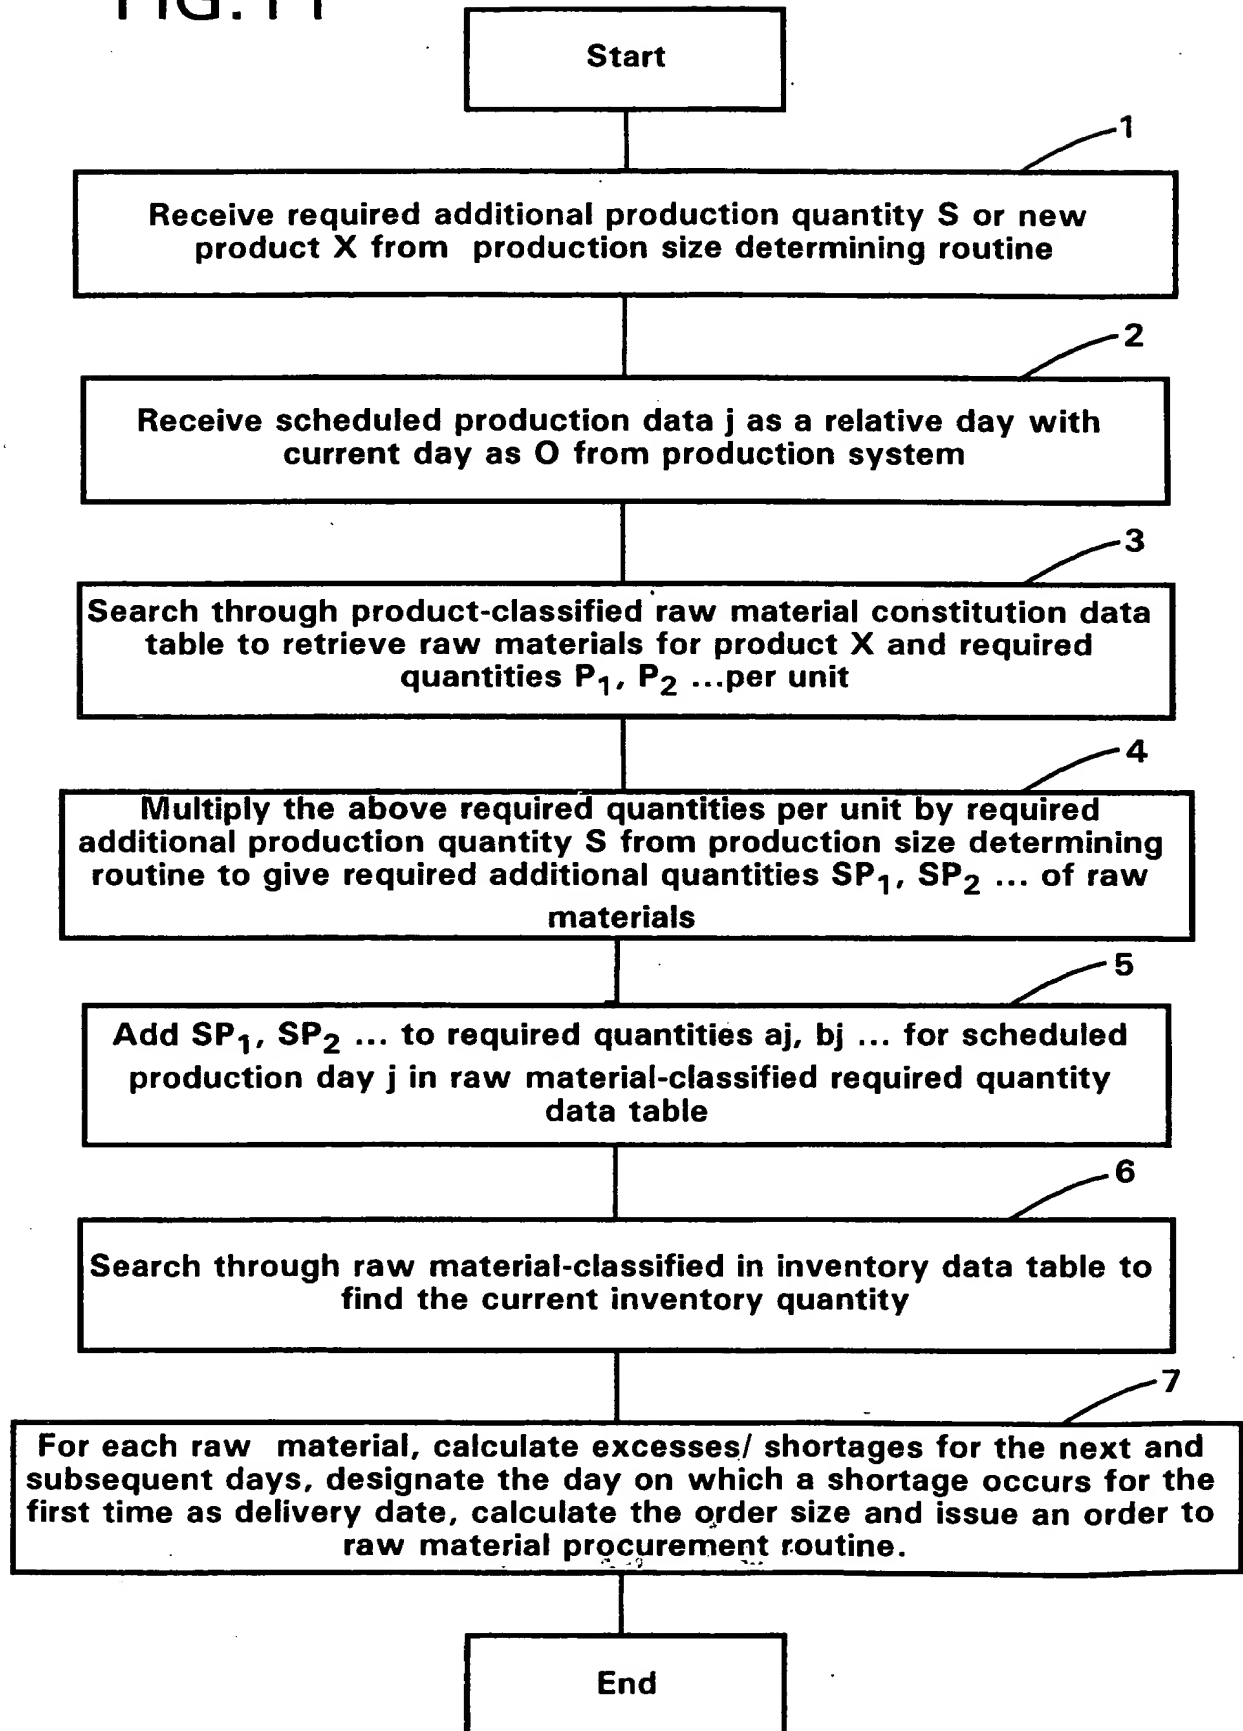 FIG. 11
Start
1
Receive required additional production quantity S or new
product X from production size determining routine
2
Receive scheduled production data j as a relative day with
current day as O from production system
3
Search through product-classified raw material constitution data
table to retrieve raw materials for product X and required
quantities P₁, P₂ ...per unit
4
Multiply the above required quantities per unit by required
additional production quantity S from production size determining
routine to give required additional quantities SP₁, SP₂ ... of raw
materials
5
Add SP₁, SP₂ ... to required quantities aj, bj ... for scheduled
production day j in raw material-classified required quantity
data table
6
Search through raw material-classified in inventory data table to
find the current inventory quantity
7
For each raw material, calculate excesses/ shortages for the next and
subsequent days, designate the day on which a shortage occurs for the
first time as delivery date, calculate the order size and issue an order to
raw material procurement routine.
End